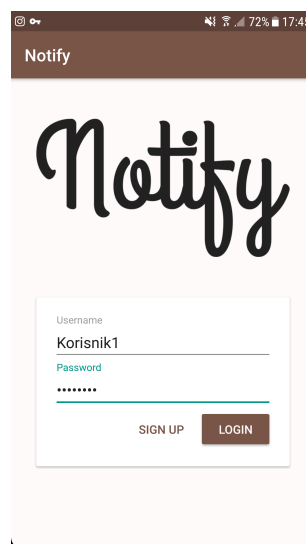 72% 17:45
Notify
Notify
Username
Korisnik1
Password
••••••••
SIGN UP LOGIN